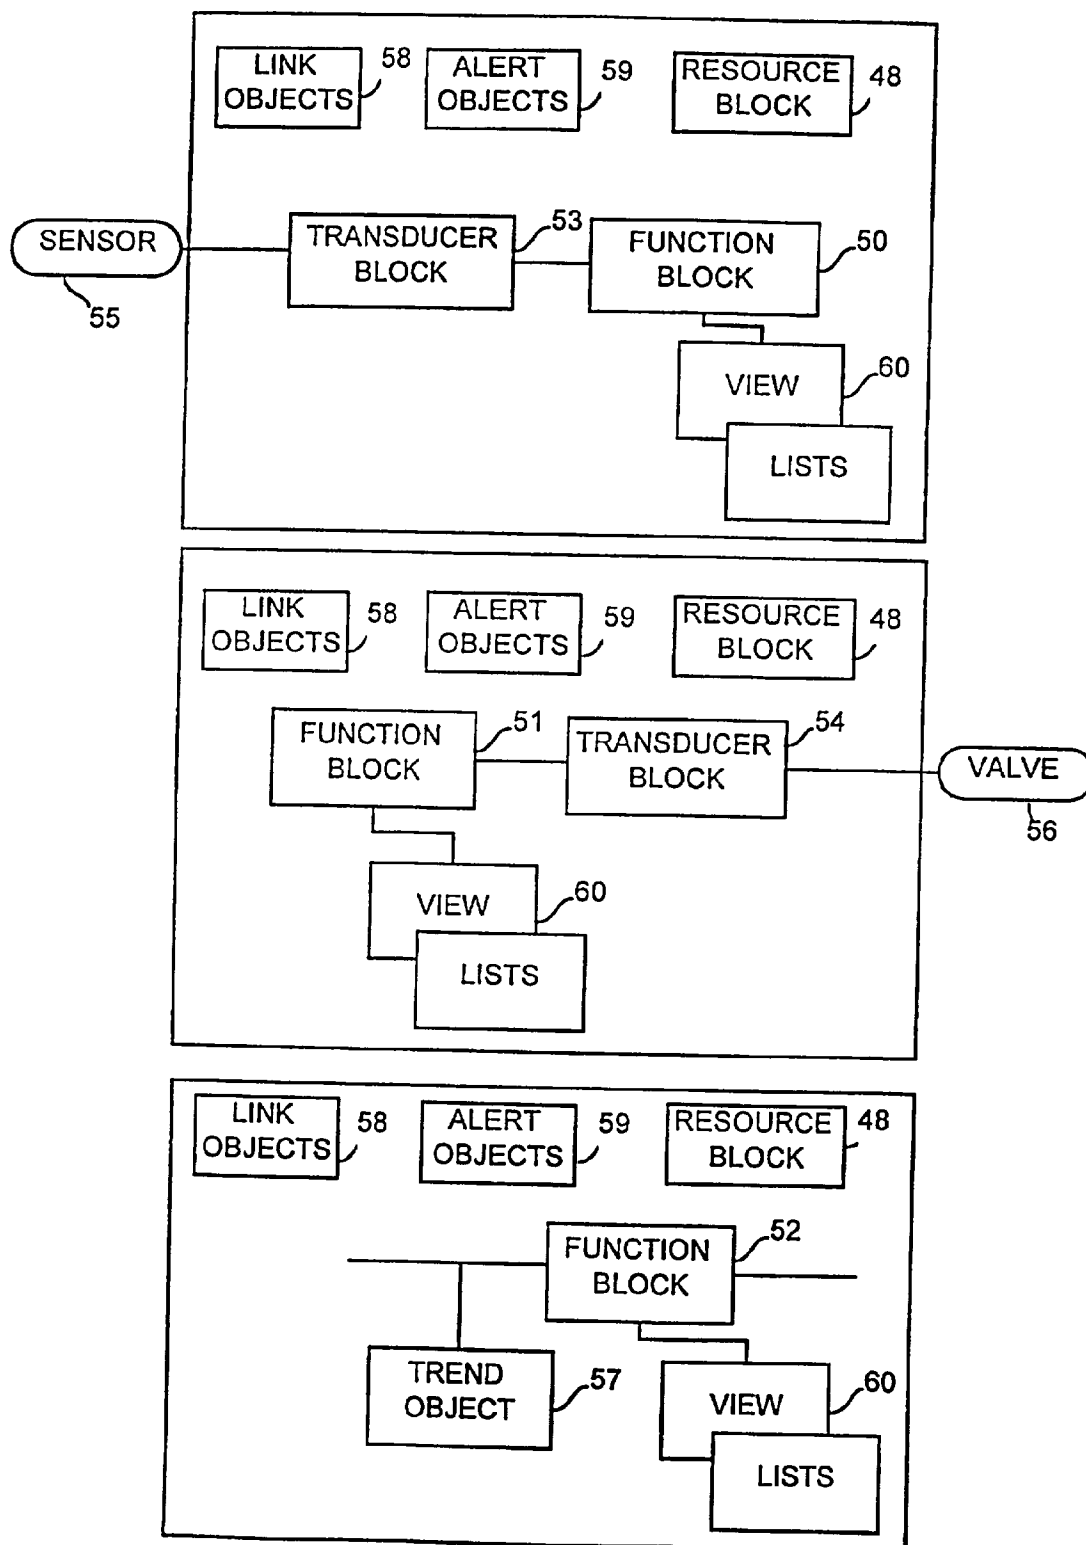 LINK
OBJECTS
58
ALERT
OBJECTS
59
RESOURCE
BLOCK
48
SENSOR
55
TRANSDUCER
BLOCK
53
FUNCTION
BLOCK
50
VIEW
60
LISTS
LINK
OBJECTS
58
ALERT
OBJECTS
59
RESOURCE
BLOCK
48
FUNCTION
BLOCK
51
TRANSDUCER
BLOCK
54
VALVE
56
VIEW
60
LISTS
LINK
OBJECTS
58
ALERT
OBJECTS
59
RESOURCE
BLOCK
48
FUNCTION
BLOCK
52
TREND
OBJECT
57
VIEW
60
LISTS